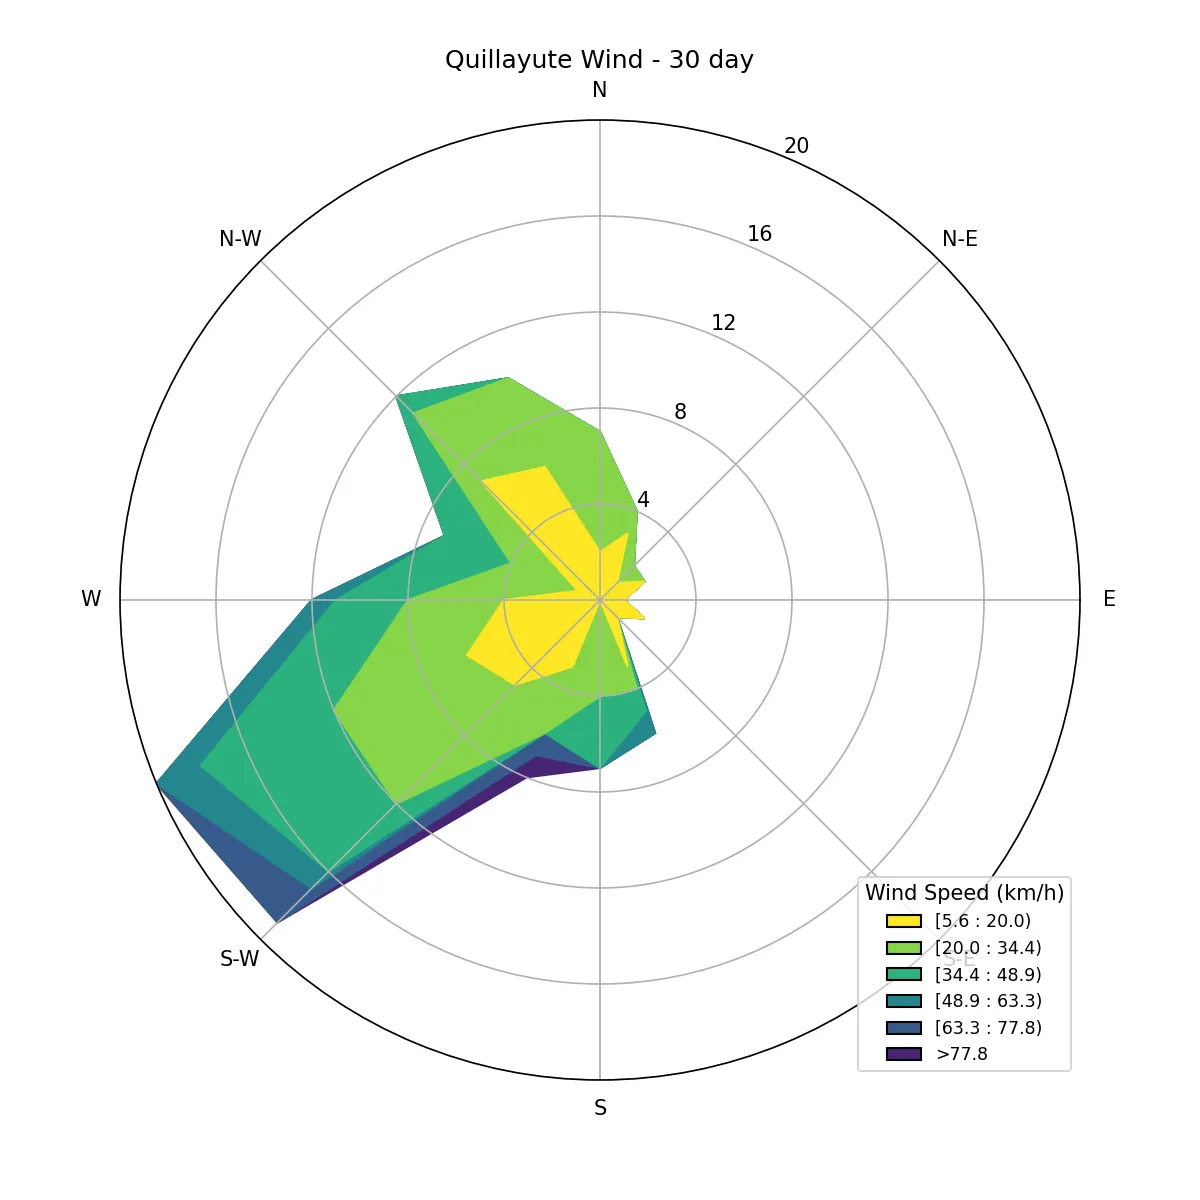 Quillayute Wind - 30 day
N
20
N-W
16
N-E
12
8
4
W
E
Wind Speed (km/h)
[5.6 : 20.0)
[20.0 : 34.4)
S-W
S-E
[34.4 : 48.9)
[48.9 : 63.3)
[63.3 : 77.8)
>77.8
S